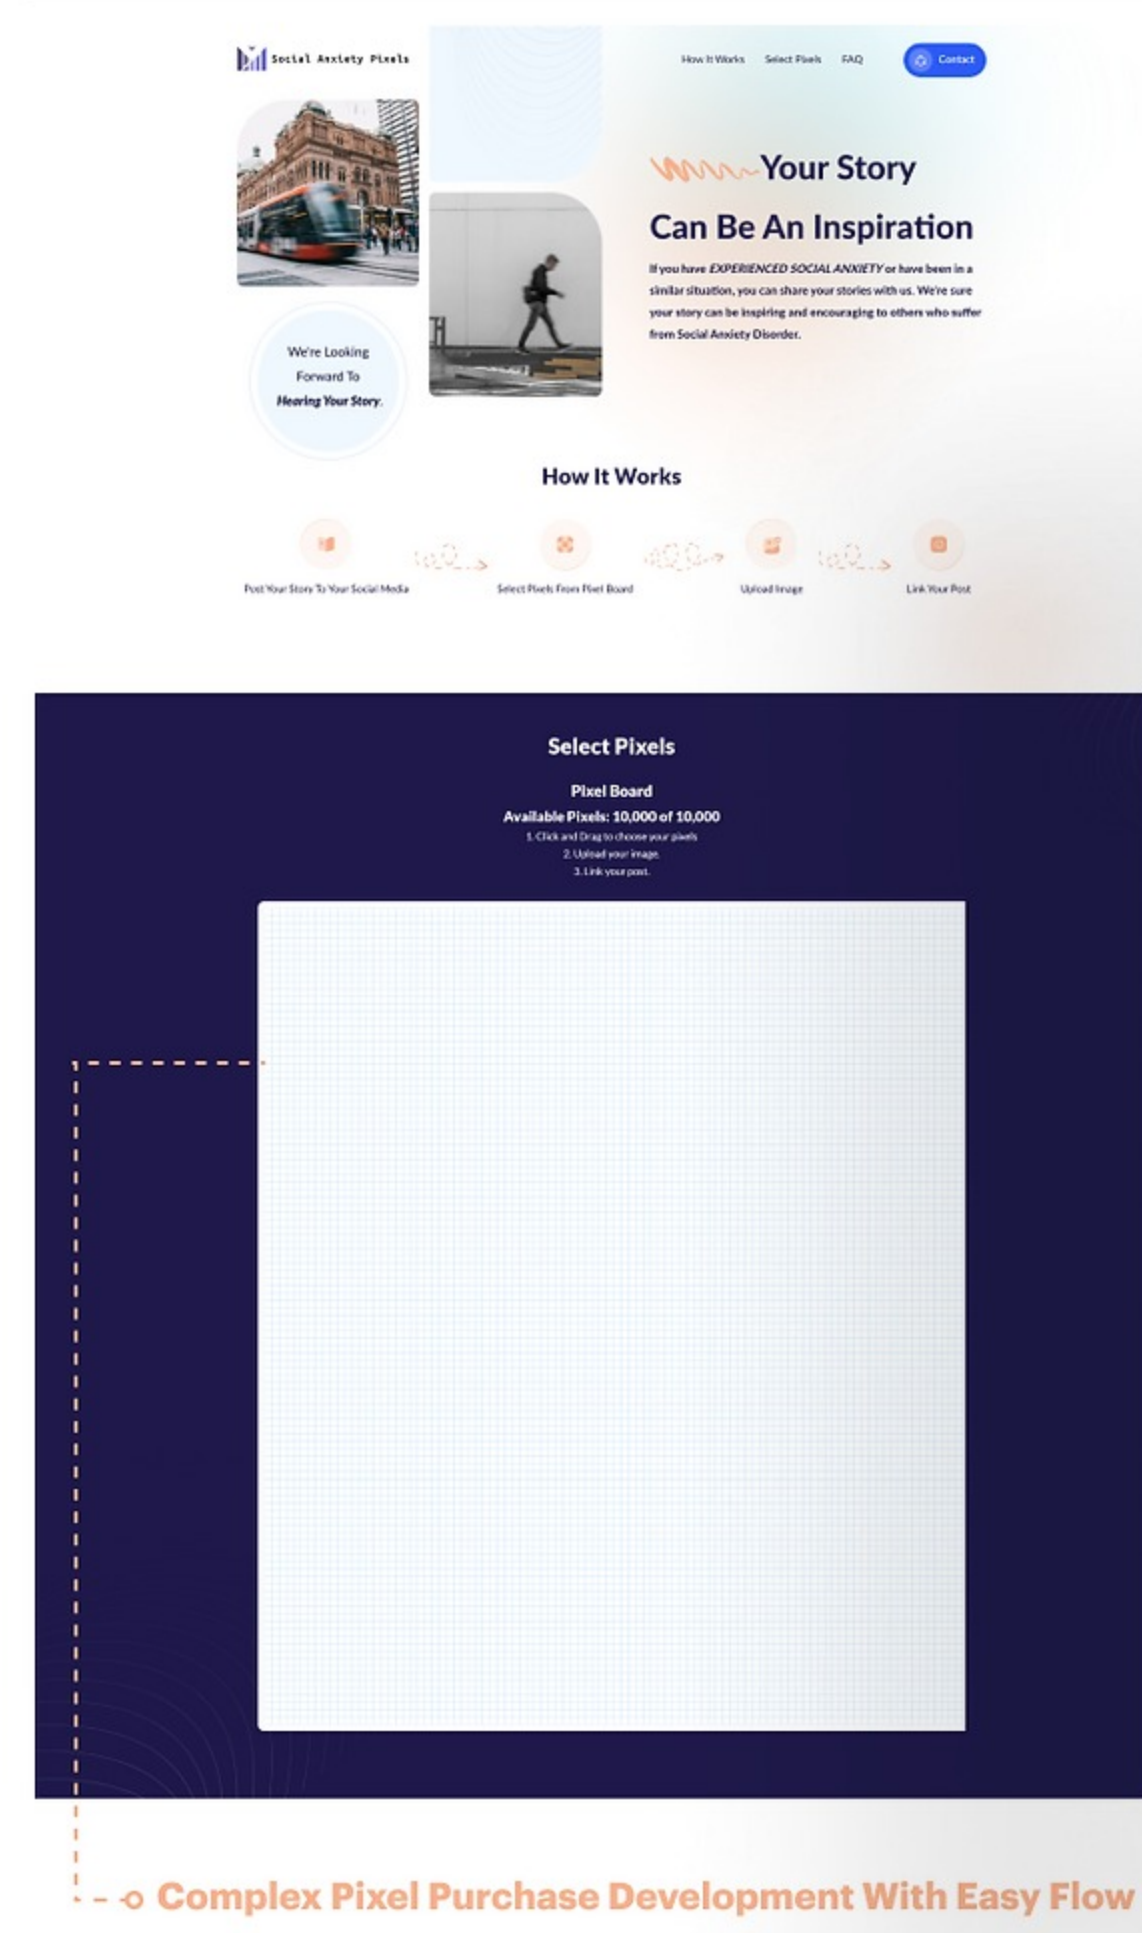 Social Anxiety Pixels
How It Works
Select Pixels
FAQ
Contact
Your Story
Can Be An Inspiration
If you have EXPERIENCED SOCIAL ANXIETY or have been in a
similar situation, you can share your stories with us. We're sure
your story can be inspiring and encouraging to others who suffer
from Social Anxiety Disorder.
We're Looking
Forward To
Hearing Your Story.
How It Works
Post Your Story To Your Social Media
Select Pixels From Pixel Board
Upload Image
Link Your Post
Select Pixels
Pixel Board
Available Pixels: 10,000 of 10,000
1. Click and Drag to choose your pixels
2. Upload your image.
3. Link your post.
Complex Pixel Purchase Development With Easy Flow